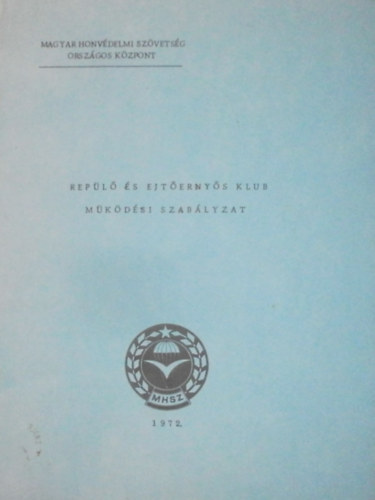 MAGYAR HONVÉDELMI SZÖVETSÉG
ORSZÁGOS KÖZPONT
REPÜLŐ ÉS EJTŐERNYŐS KLUB
MŰKÖDÉSI SZABÁLYZAT
MHSZ
1972.